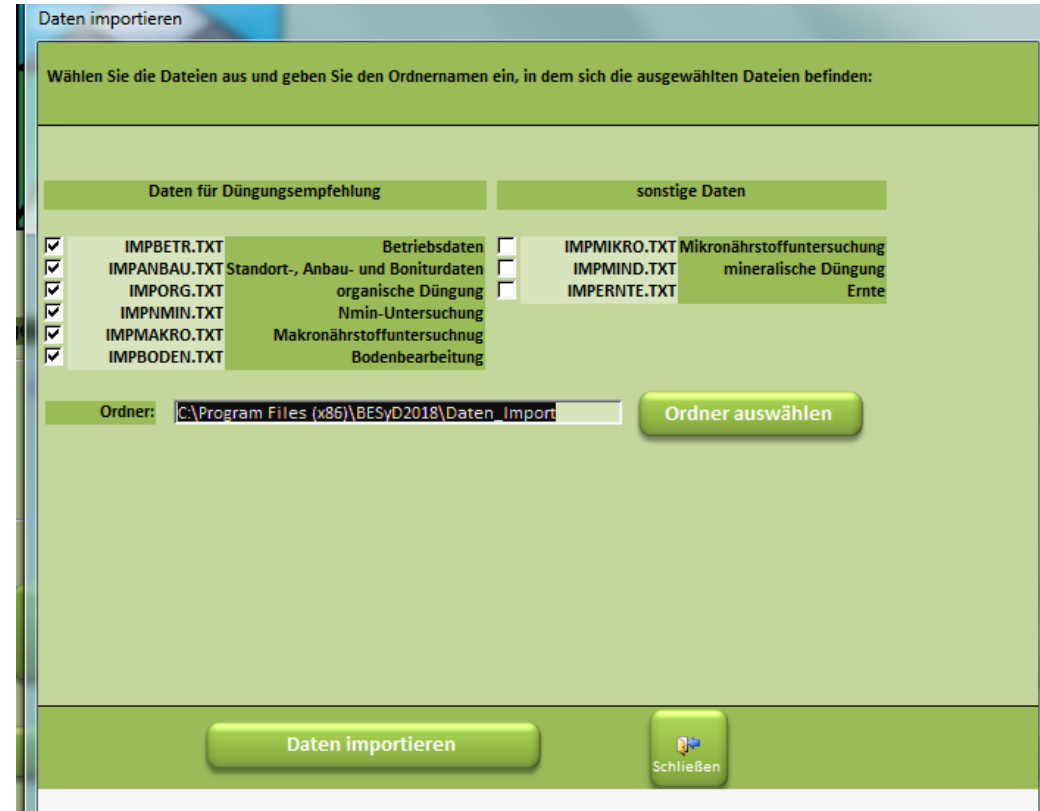 Daten importieren
Wählen Sie die Dateien aus und geben Sie den Ordnernamen ein, in dem sich die ausgewählten Dateien befinden:
Daten für Düngungsempfehlung
IMPBETR.TXT Betriebsdaten
IMPANBAU.TXT Standort-, Anbau- und Boniturdaten
IMPORG.TXT organische Düngung
IMPNMIN.TXT Nmin-Untersuchung
IMPMAKRO.TXT Makronährstoffuntersuchnug
IMPBODEN.TXT Bodenbearbeitung
sonstige Daten
IMPMIKRO.TXT Mikronährstoffuntersuchung
IMPMIND.TXT mineralische Düngung
IMPERNTE.TXT Ernte
Ordner: C:\Program Files (x86)\BESyD2018\Daten_Import
Ordner auswählen
Daten importieren
Schließen